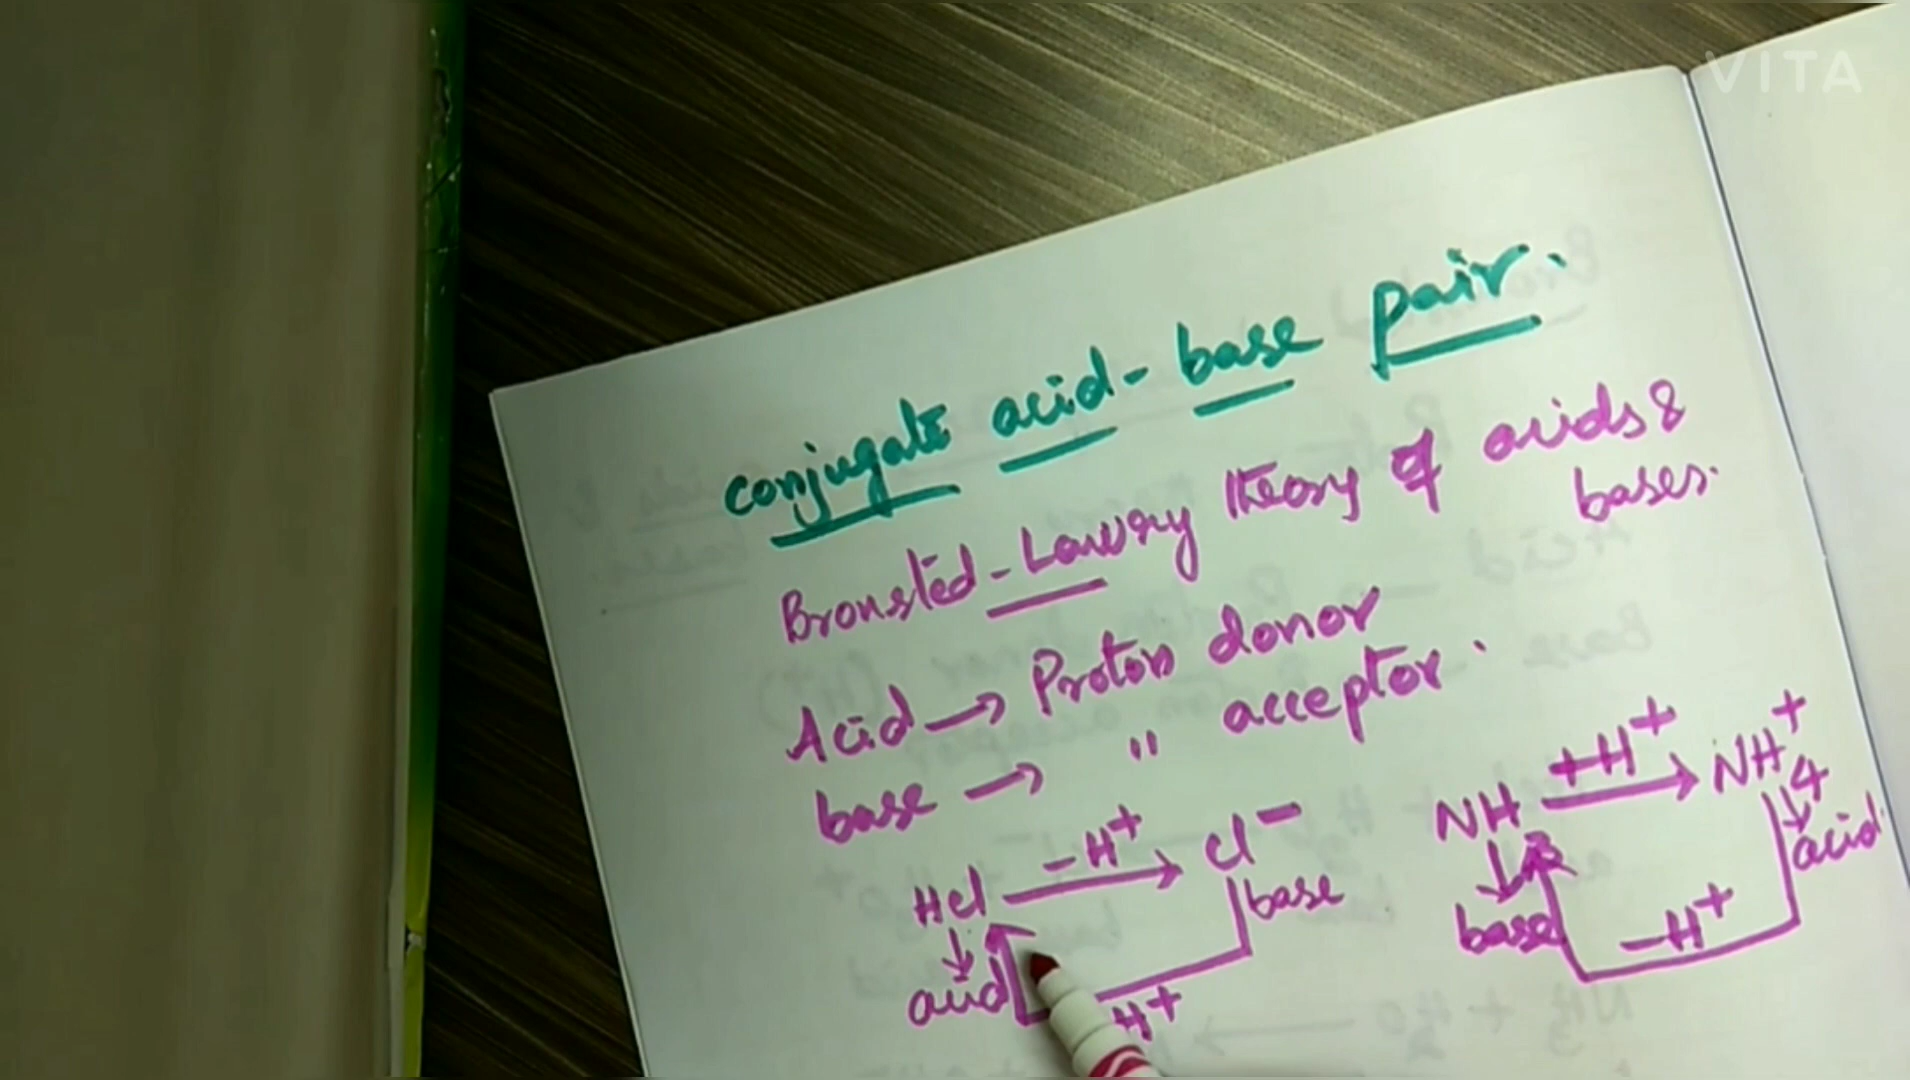 VITA
conjugate acid-base pair.
Bronsted-Lowry theory of acids &
bases.
Acid → Proton donor
base → " acceptor.
HCl -H+ → Cl-
acid
base
H+
NH3 +H+ → NH4+
base
acid
-H+